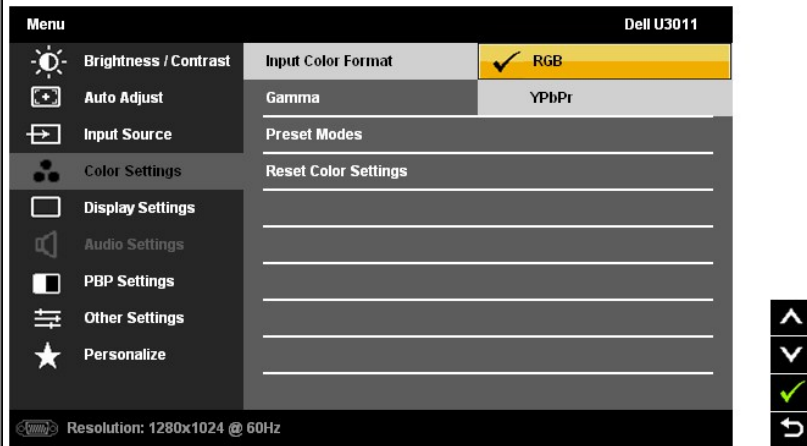 Menu Dell U3011
Brightness / Contrast Input Color Format RGB
Auto Adjust Gamma YPbPr
Input Source Preset Modes
Color Settings Reset Color Settings
Display Settings
Audio Settings
PBP Settings
Other Settings
Personalize
Resolution: 1280x1024 @ 60Hz